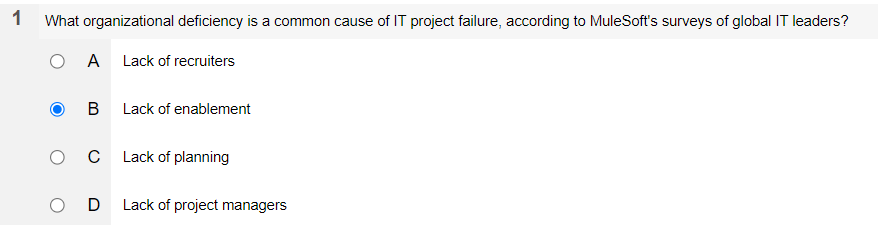 1 What organizational deficiency is a common cause of IT project failure, according to MuleSoft's surveys of global IT leaders?
A Lack of recruiters
B Lack of enablement
C Lack of planning
D Lack of project managers